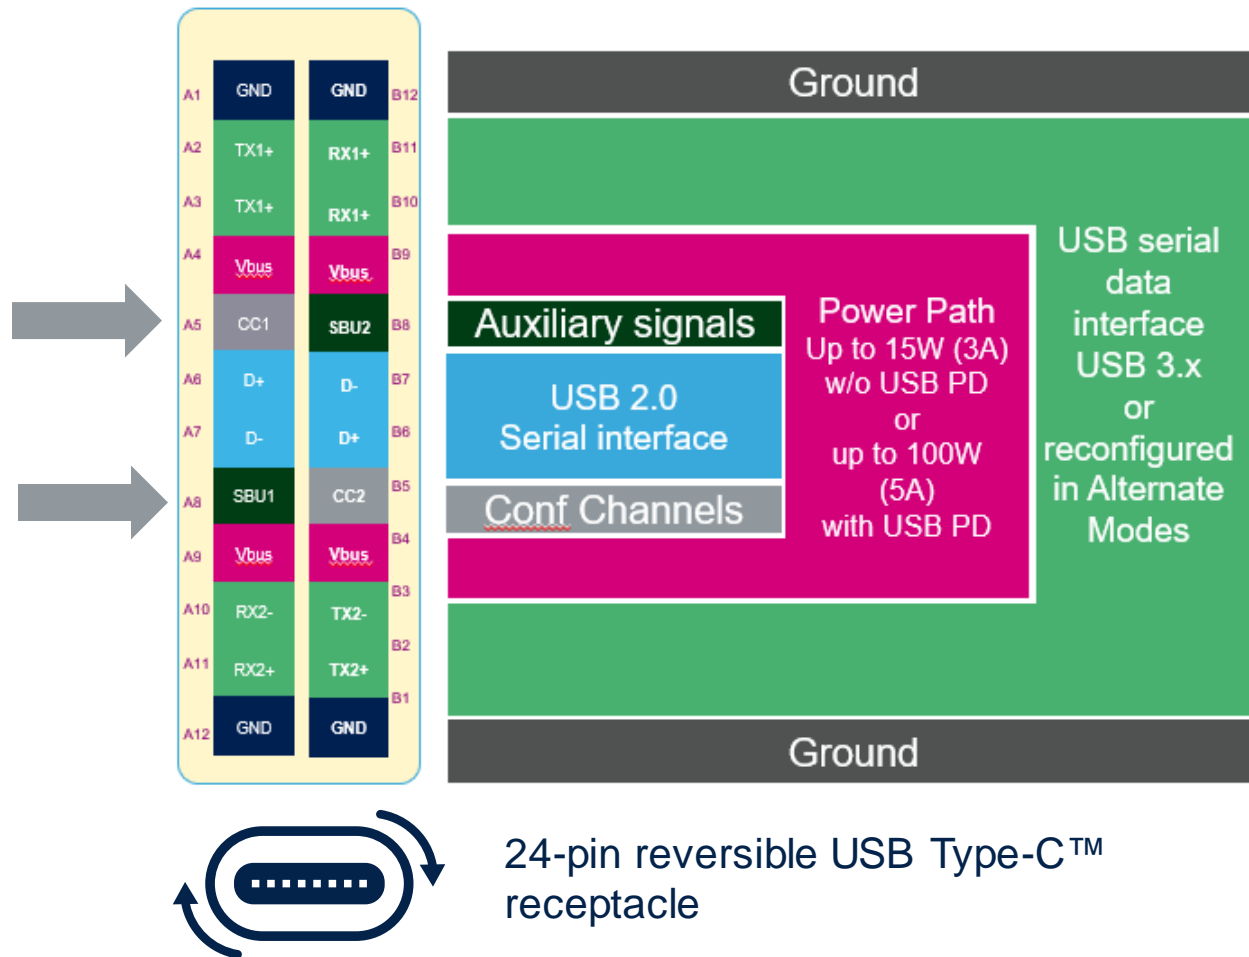 A1 GND GND B12
A2 TX1+ RX1+ B11
A3 TX1+ RX1+ B10
A4 Vbus Vbus B9
A5 CC1 SBU2 B8
A6 D+ D- B7
A7 D- D+ B6
A8 SBU1 CC2 B5
A9 Vbus Vbus B4
A10 RX2- TX2- B3
A11 RX2+ TX2+ B2
A12 GND GND B1
Ground
Auxiliary signals
USB 2.0
Serial interface
Conf Channels
Power Path
Up to 15W (3A)
w/o USB PD
or
up to 100W
(5A)
with USB PD
USB serial
data
interface
USB 3.x
or
reconfigured
in Alternate
Modes
Ground
24-pin reversible USB Type-C™
receptacle